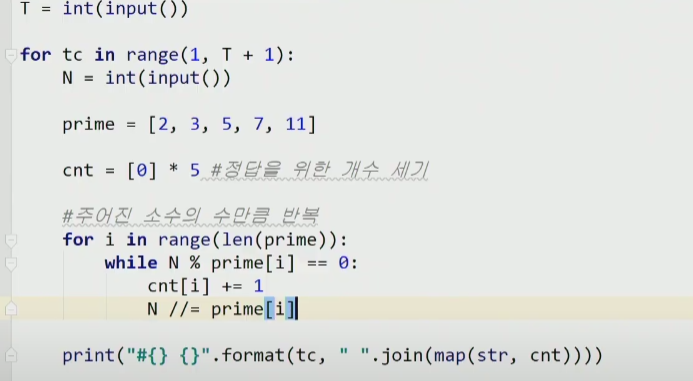 T = int(input())
for tc in range(1, T + 1):
    N = int(input())
    prime = [2, 3, 5, 7, 11]
    cnt = [0] * 5 #정답을 위한 개수 세기
    #주어진 소수의 수만큼 반복
    for i in range(len(prime)):
        while N % prime[i] == 0:
            cnt[i] += 1
            N //= prime[i]
    print("#{} {}".format(tc, " ".join(map(str, cnt))))